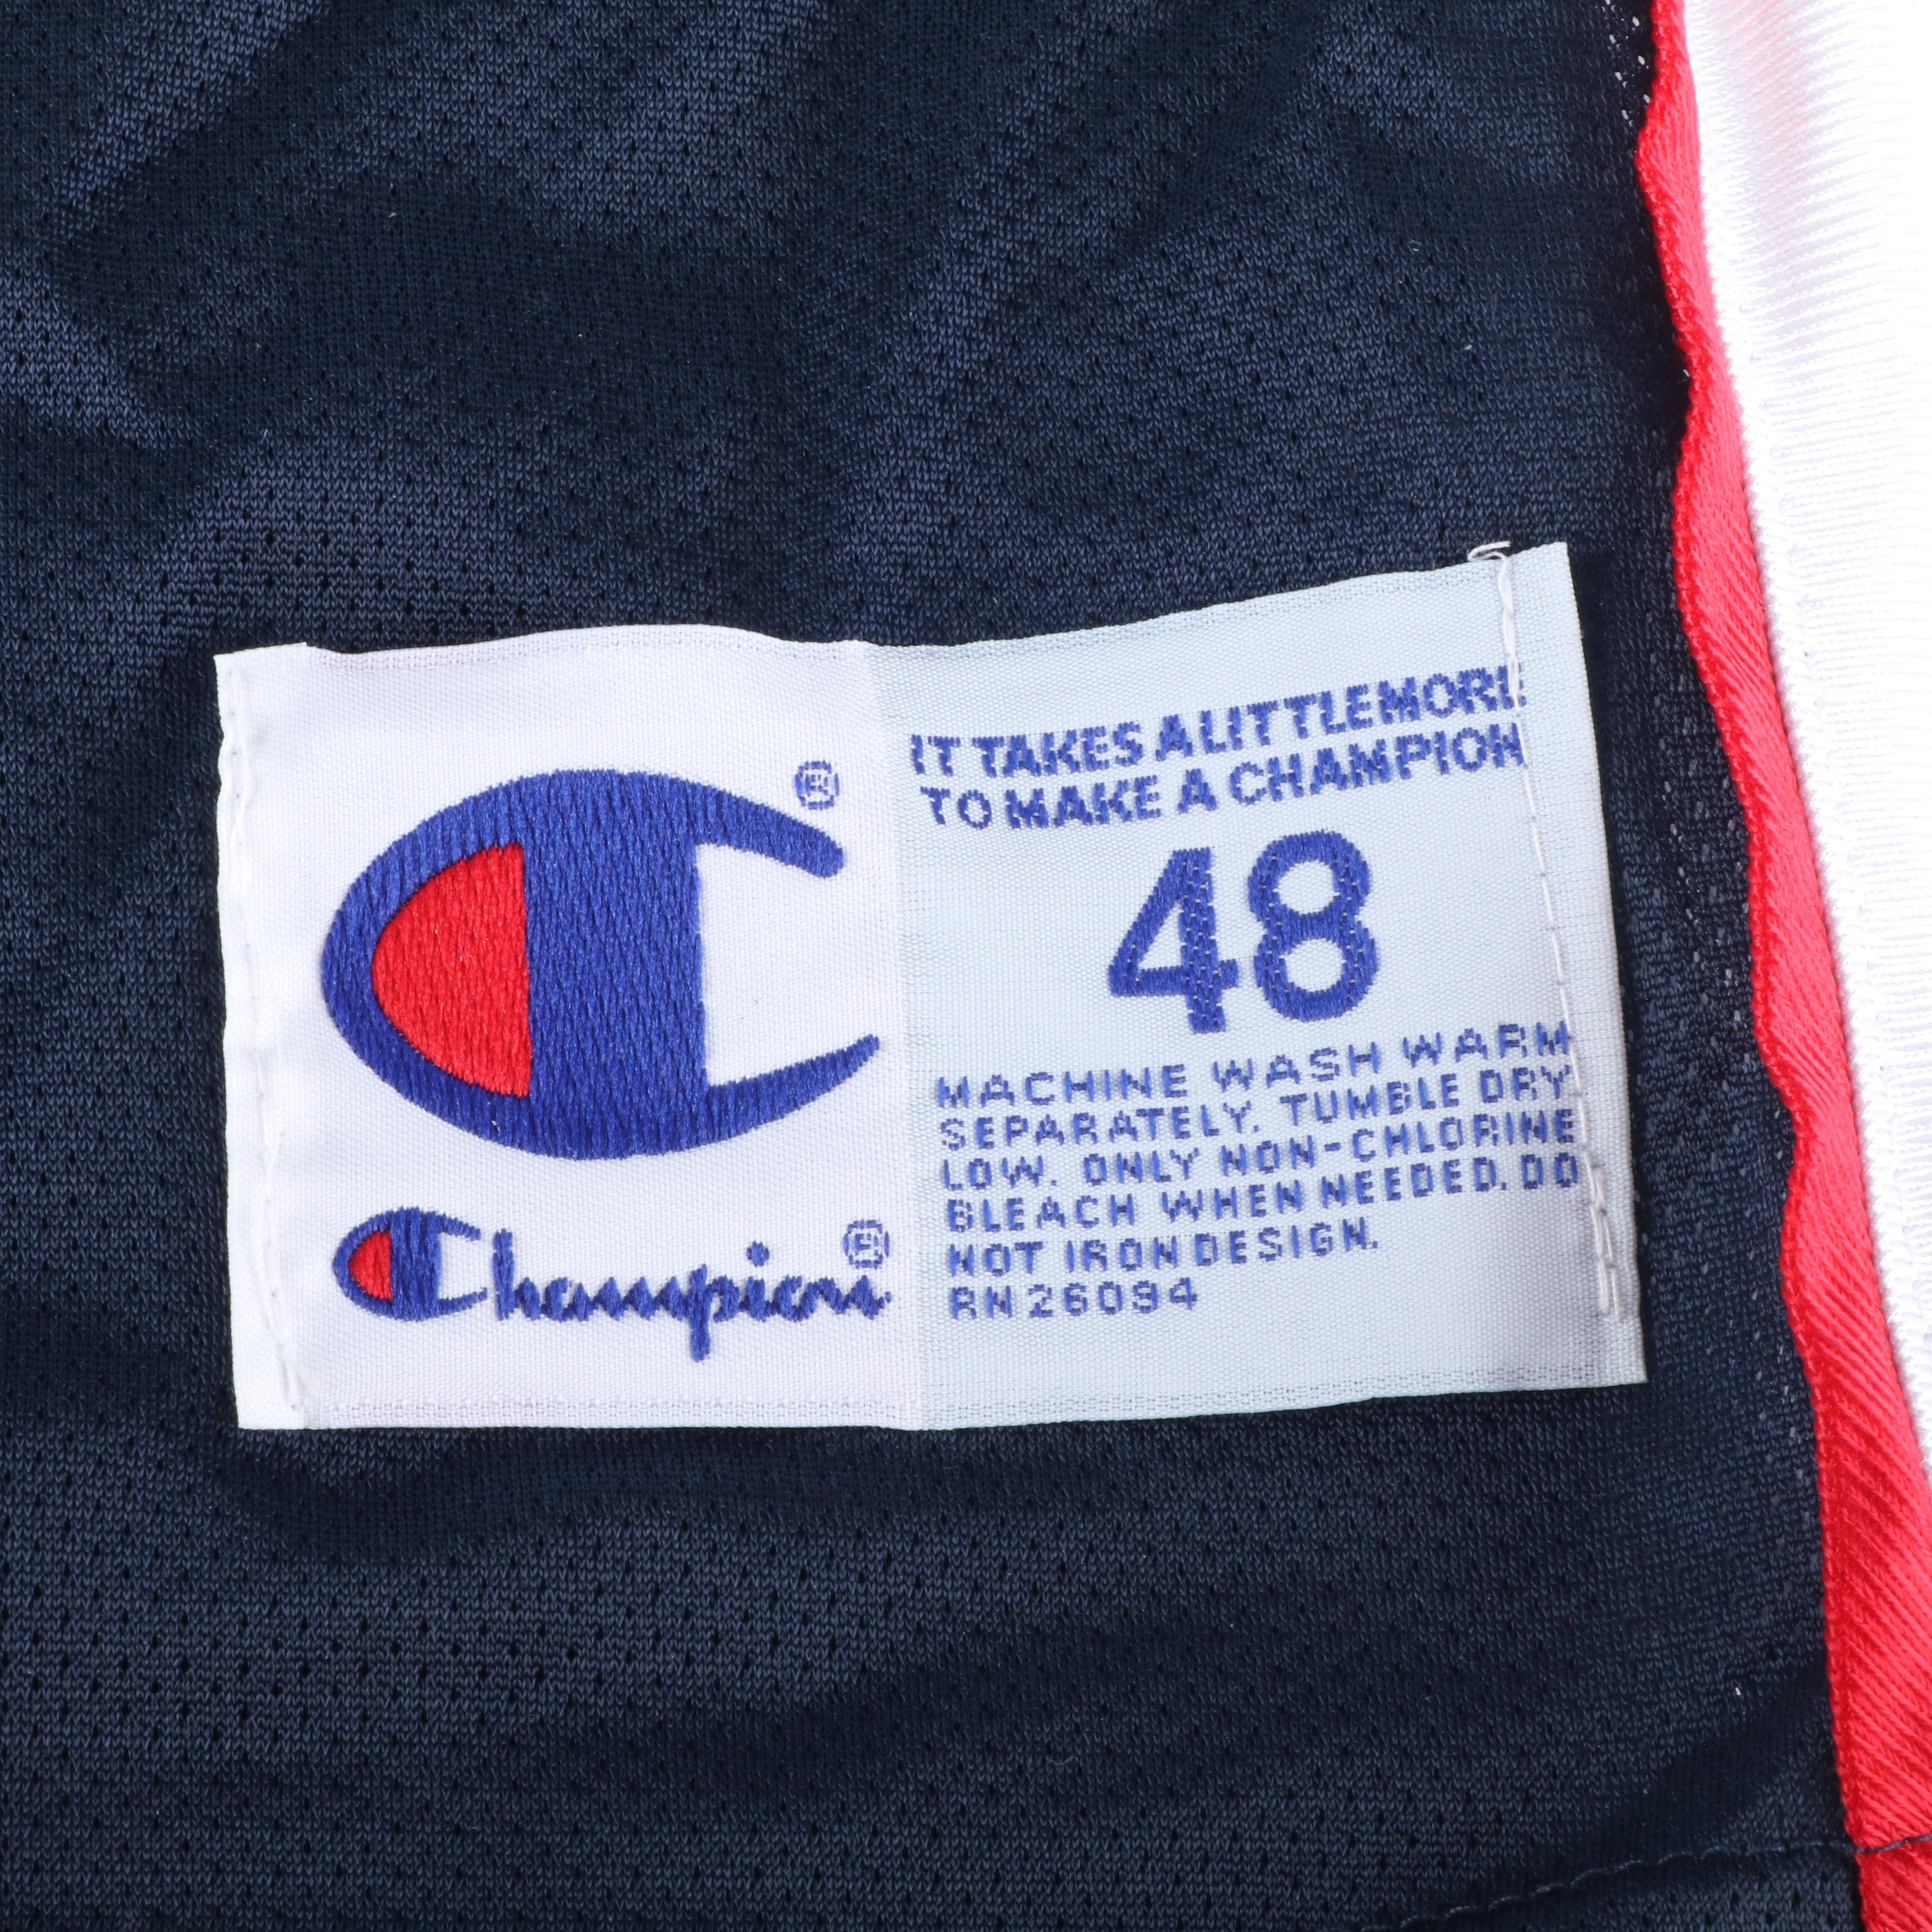 Champion
IT TAKES A LITTLE MORE
TO MAKE A CHAMPION
48
MACHINE WASH WARM
SEPARATELY. TUMBLE DRY
LOW. ONLY NON-CHLORINE
BLEACH WHEN NEEDED. DO
NOT IRON DESIGN.
RN 26094